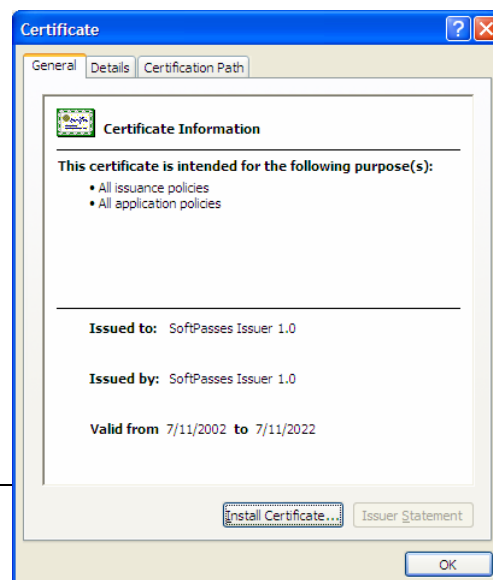 Certificate
General Details Certification Path
Certificate Information
This certificate is intended for the following purpose(s):
• All issuance policies
• All application policies
Issued to: SoftPasses Issuer 1.0
Issued by: SoftPasses Issuer 1.0
Valid from 7/11/2002 to 7/11/2022
Install Certificate... Issuer Statement
OK